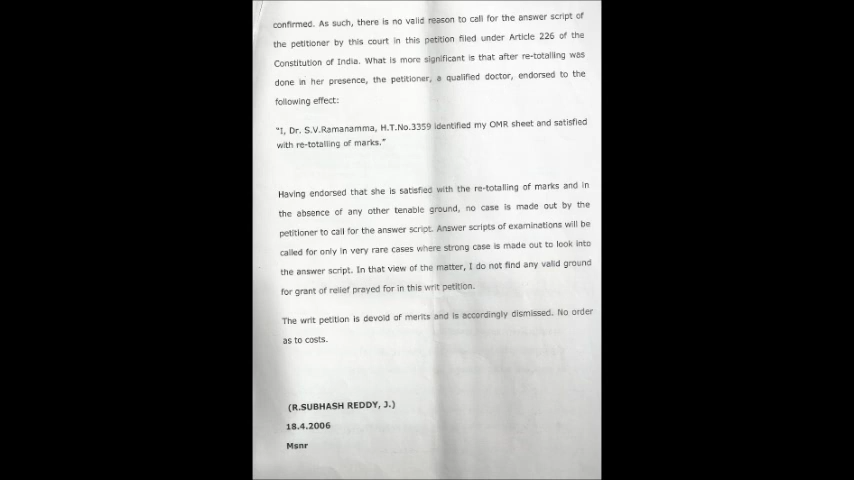 confirmed. As such, there is no valid reason to call for the answer script of
the petitioner by this court in this petition filed under Article 226 of the
Constitution of India. What is more significant is that after re-totalling was
done in her presence, the petitioner, a qualified doctor, endorsed to the
following effect:
"I, Dr. S.V.Ramanamma, H.T.No.3359 identified my OMR sheet and satisfied
with re-totalling of marks."
Having endorsed that she is satisfied with the re-totalling of marks and in
the absence of any other tenable ground, no case is made out by the
petitioner to call for the answer script. Answer scripts of examinations will be
called for only in very rare cases where strong case is made out to look into
the answer script. In that view of the matter, I do not find any valid ground
for grant of relief prayed for in this writ petition.
The writ petition is devoid of merits and is accordingly dismissed. No order
as to costs.
(R.SUBHASH REDDY, J.)
18.4.2006
Msnr